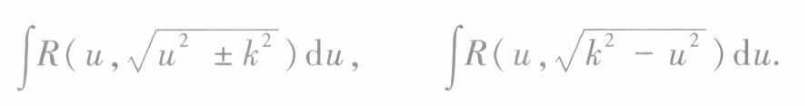 ∫R(u,√(u² ± k²))du, ∫R(u,√(k² − u²))du.